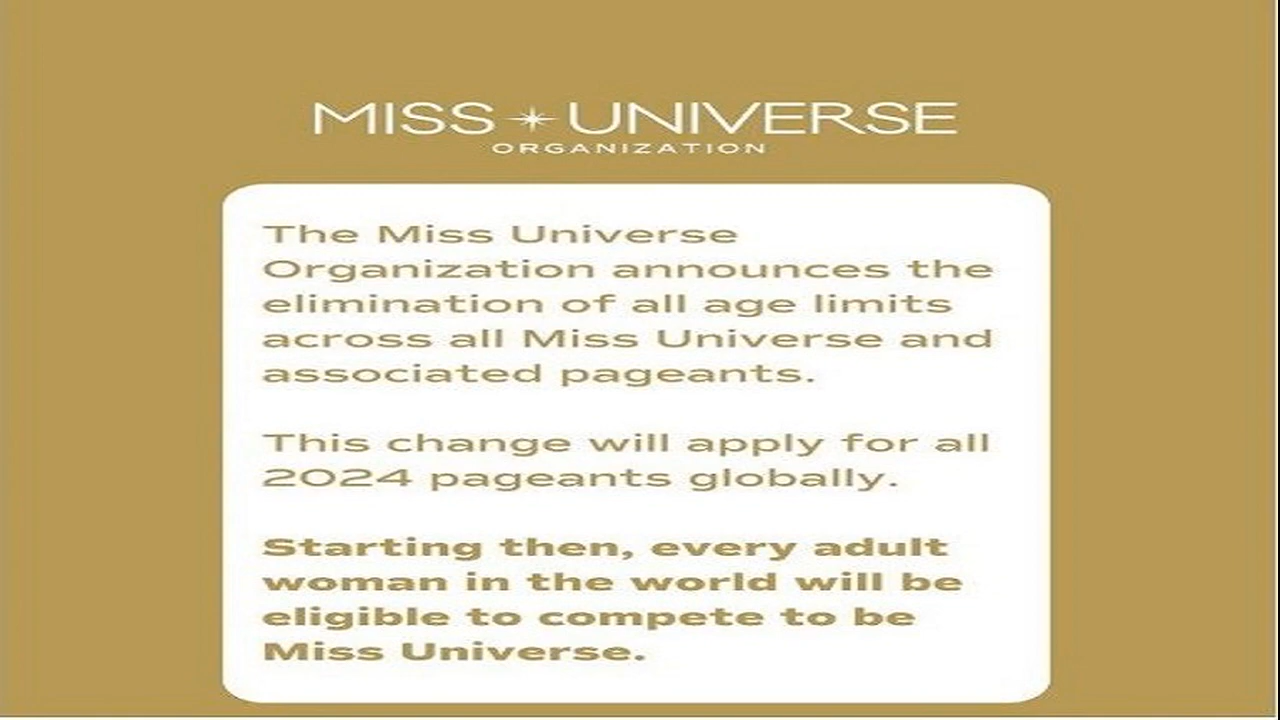 MISS UNIVERSE
ORGANIZATION
The Miss Universe
Organization announces the
elimination of all age limits
across all Miss Universe and
associated pageants.
This change will apply for all
2024 pageants globally.
Starting then, every adult
woman in the world will be
eligible to compete to be
Miss Universe.